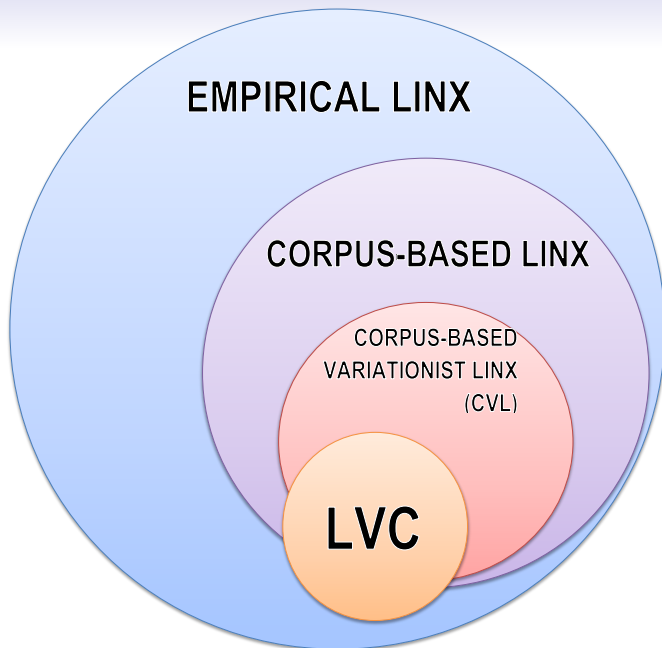 EMPIRICAL LINX
CORPUS-BASED LINX
CORPUS-BASED
VARIATIONIST LINX
(CVL)
LVC